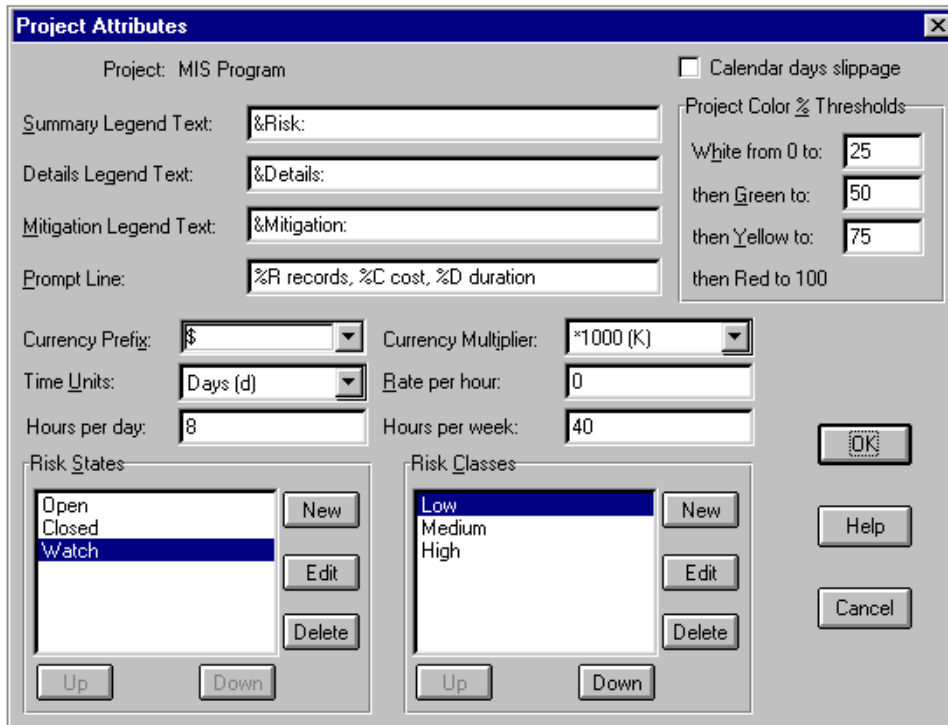 Project Attributes
Project: MIS Program
Calendar days slippage
Summary Legend Text: &Risk:
Details Legend Text: &Details:
Mitigation Legend Text: &Mitigation:
Prompt Line: %R records, %C cost, %D duration
Project Color % Thresholds
White from 0 to: 25
then Green to: 50
then Yellow to: 75
then Red to 100
Currency Prefix: $ Currency Multiplier: *1000 (K)
Time Units: Days (d) Rate per hour: 0
Hours per day: 8 Hours per week: 40
Risk States
Open
Closed
Watch
New
Edit
Delete
Up Down
Risk Classes
Low
Medium
High
New
Edit
Delete
Up Down
OK
Help
Cancel